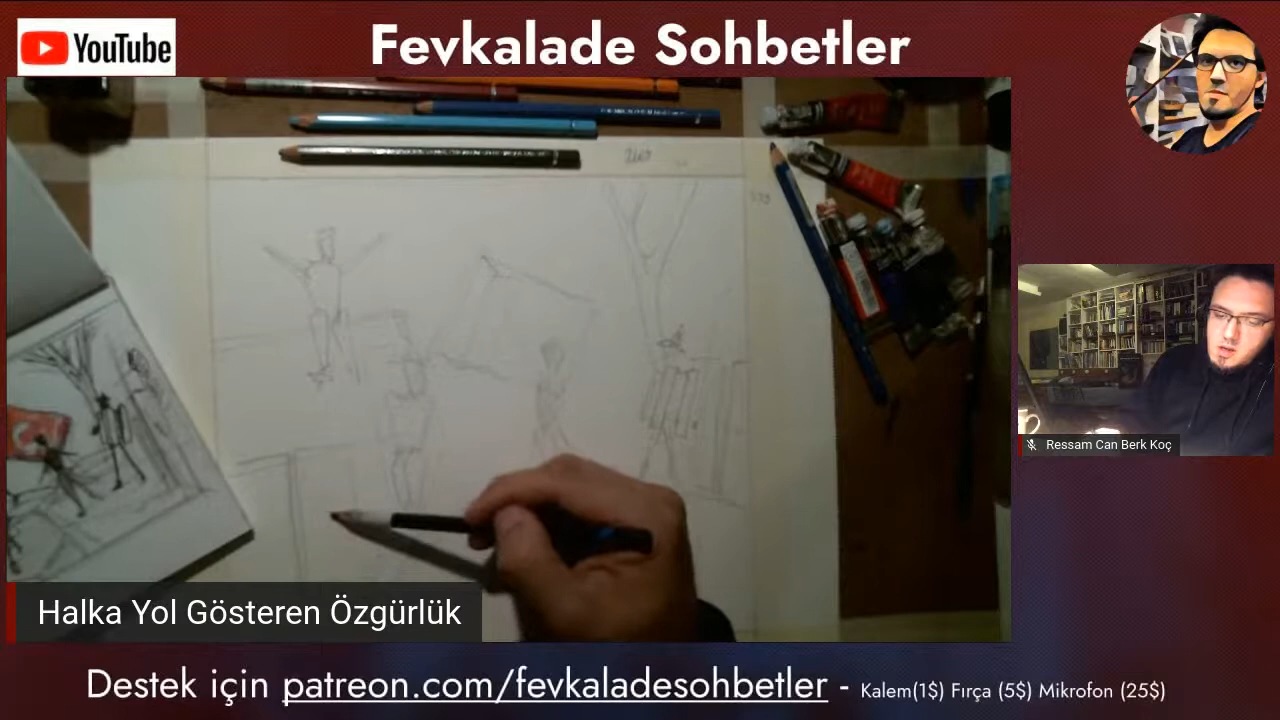 YouTube
Fevkalade Sohbetler
Ressam Can Berk Koç
Halka Yol Gösteren Özgürlük
Destek için patreon.com/fevkaladesohbetler - Kalem(1$) Fırça (5$) Mikrofon (25$)